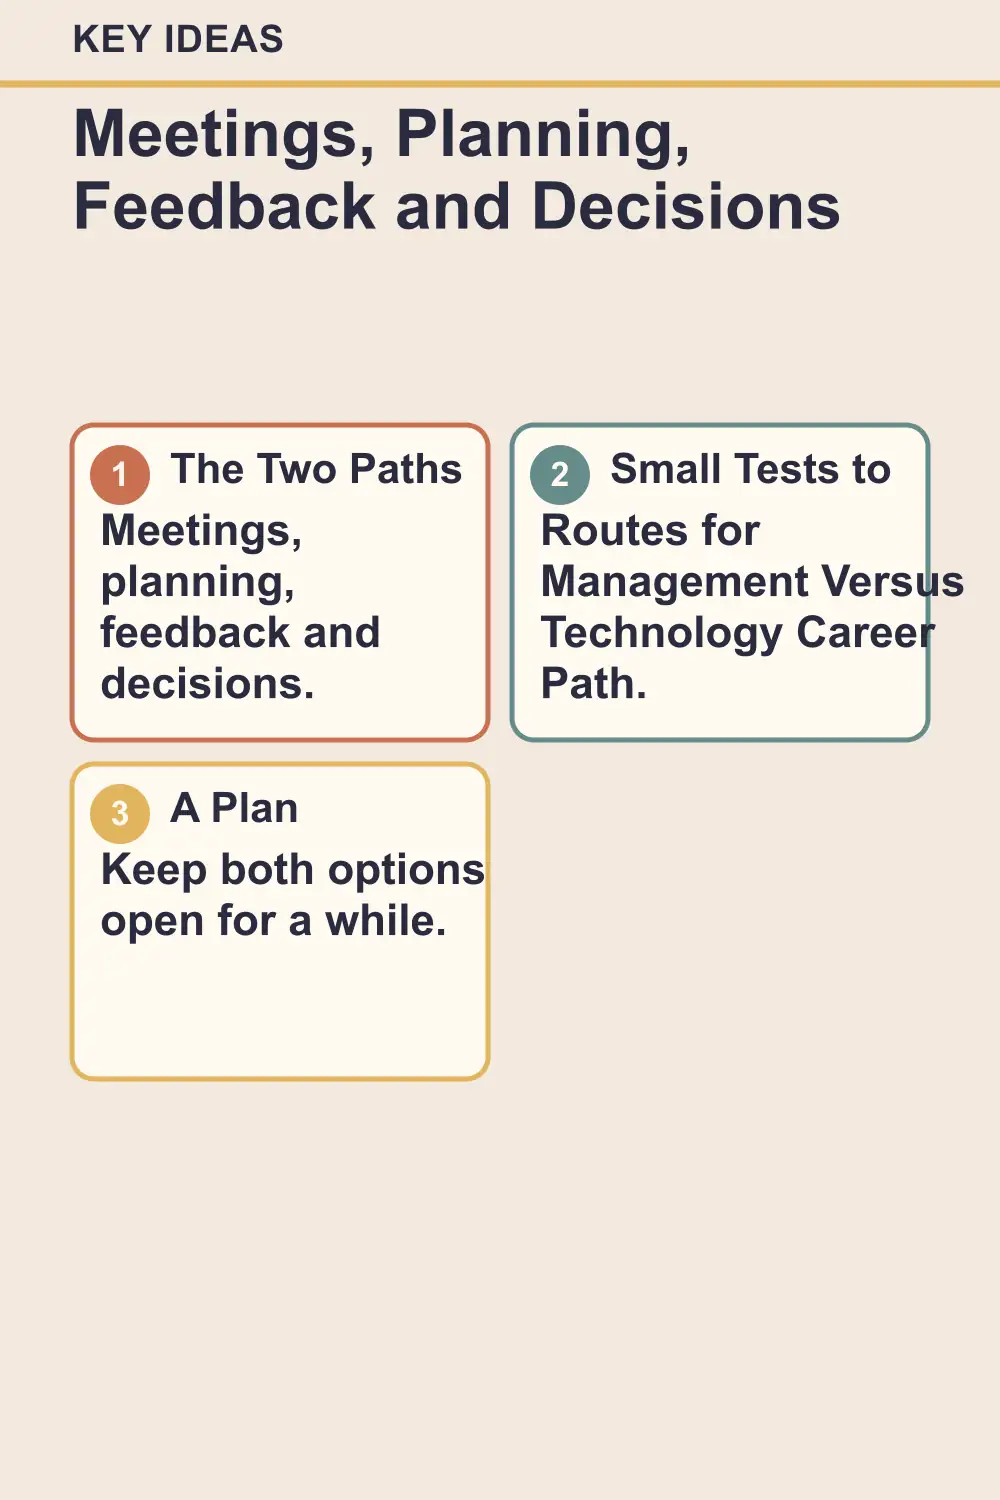 KEY IDEAS
Meetings, Planning,
Feedback and Decisions
1 The Two Paths
Meetings,
planning,
feedback and
decisions.
2 Small Tests to
Routes for
Management Versus
Technology Career
Path.
3 A Plan
Keep both options
open for a while.